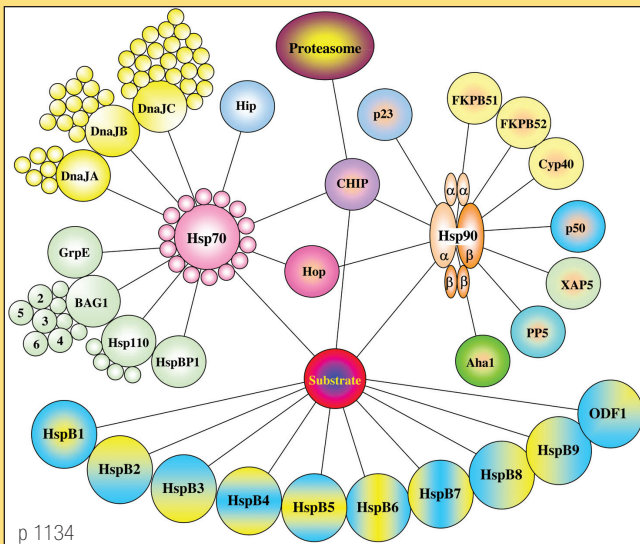 Proteasome
DnaJC
DnaJB
DnaJA
Hip
p23
FKPB51
FKPB52
Cyp40
CHIP
Hsp70
α α
Hsp90
α β
β β
p50
GrpE
Hop
XAP5
BAG1
2
5 3
6 4
Hsp110
HspBP1
PP5
Aha1
Substrate
HspB1
HspB2
HspB3
HspB4
HspB5
HspB6
HspB7
HspB8
HspB9
ODF1
p 1134